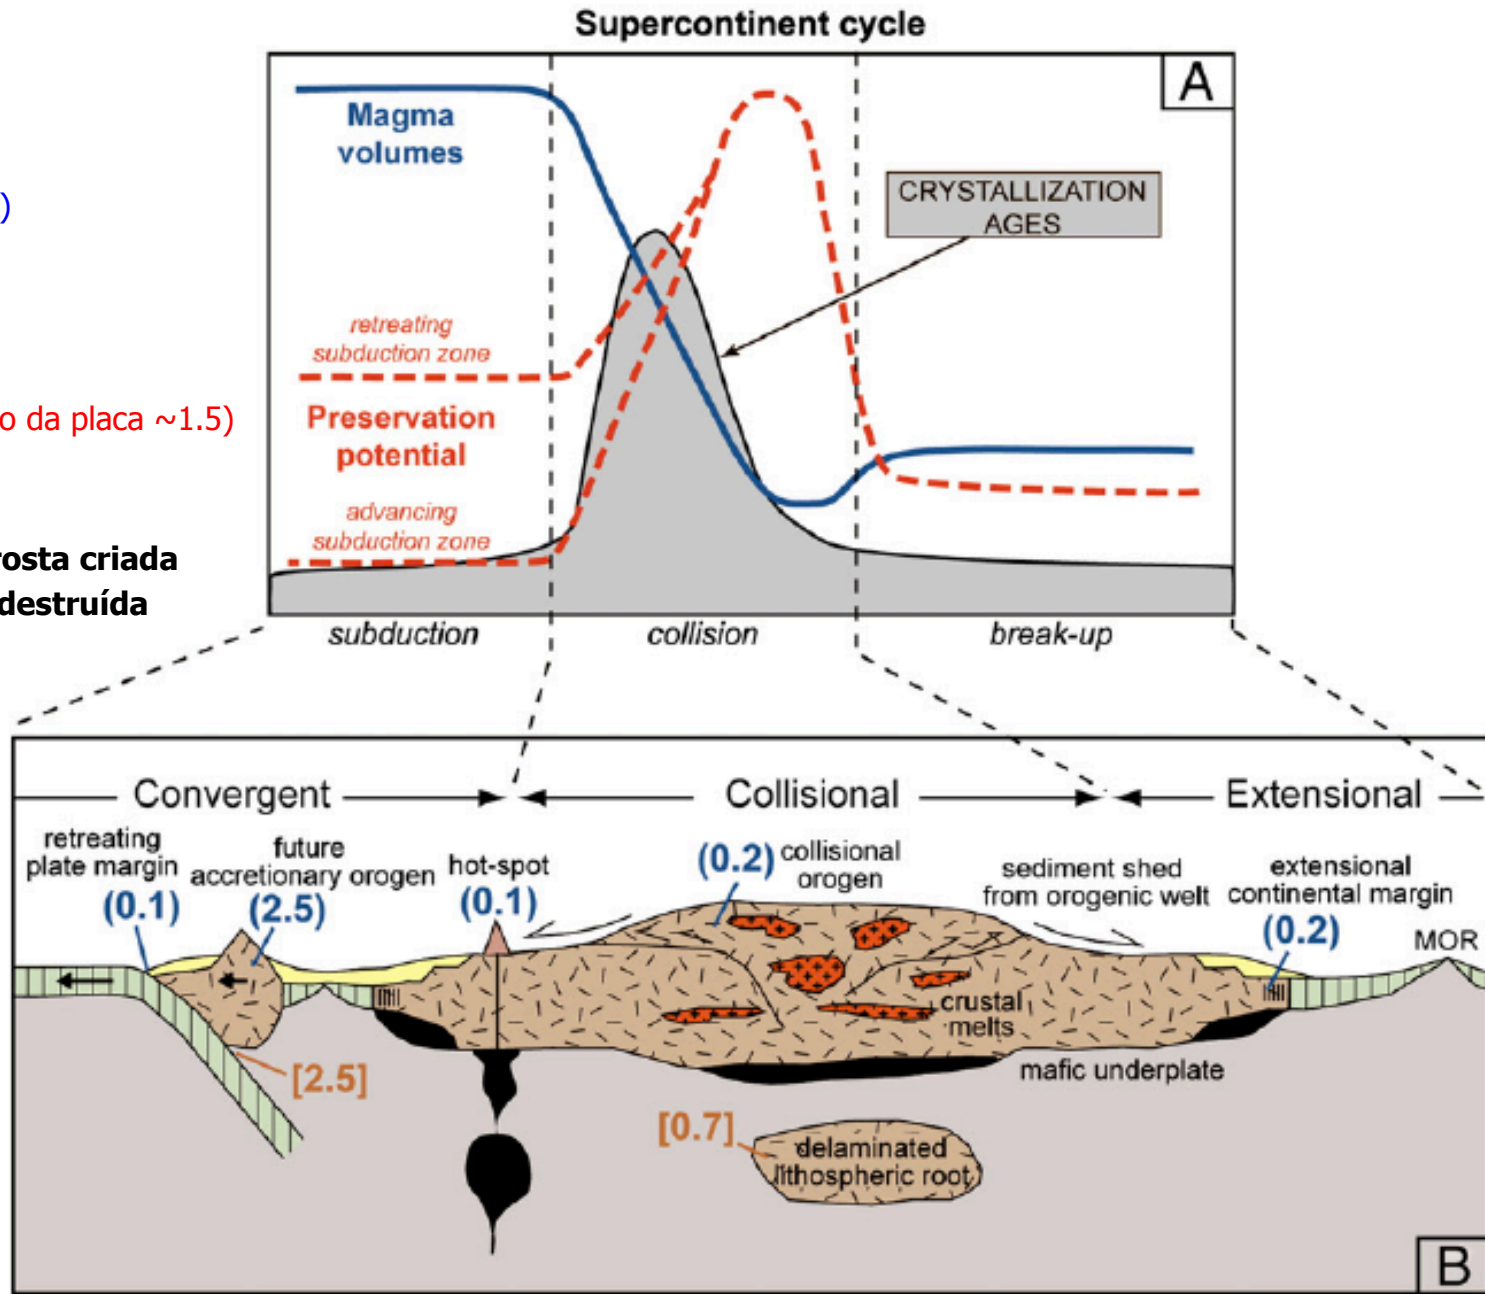 Supercontinent cycle
A
Magma
volumes
)
CRYSTALLIZATION
AGES
retreating
subduction zone
o da placa ~1.5)
Preservation
potential
advancing
subduction zone
rosta criada
destruída
subduction
collision
break-up
Convergent
Collisional
Extensional
retreating
plate margin
(0.1)
future
accretionary orogen
(2.5)
hot-spot
(0.1)
(0.2)
collisional
orogen
sediment shed
from orogenic welt
extensional
continental margin
(0.2)
MOR
crustal
melts
[2.5]
mafic underplate
[0.7]
delaminated
lithospheric root
B